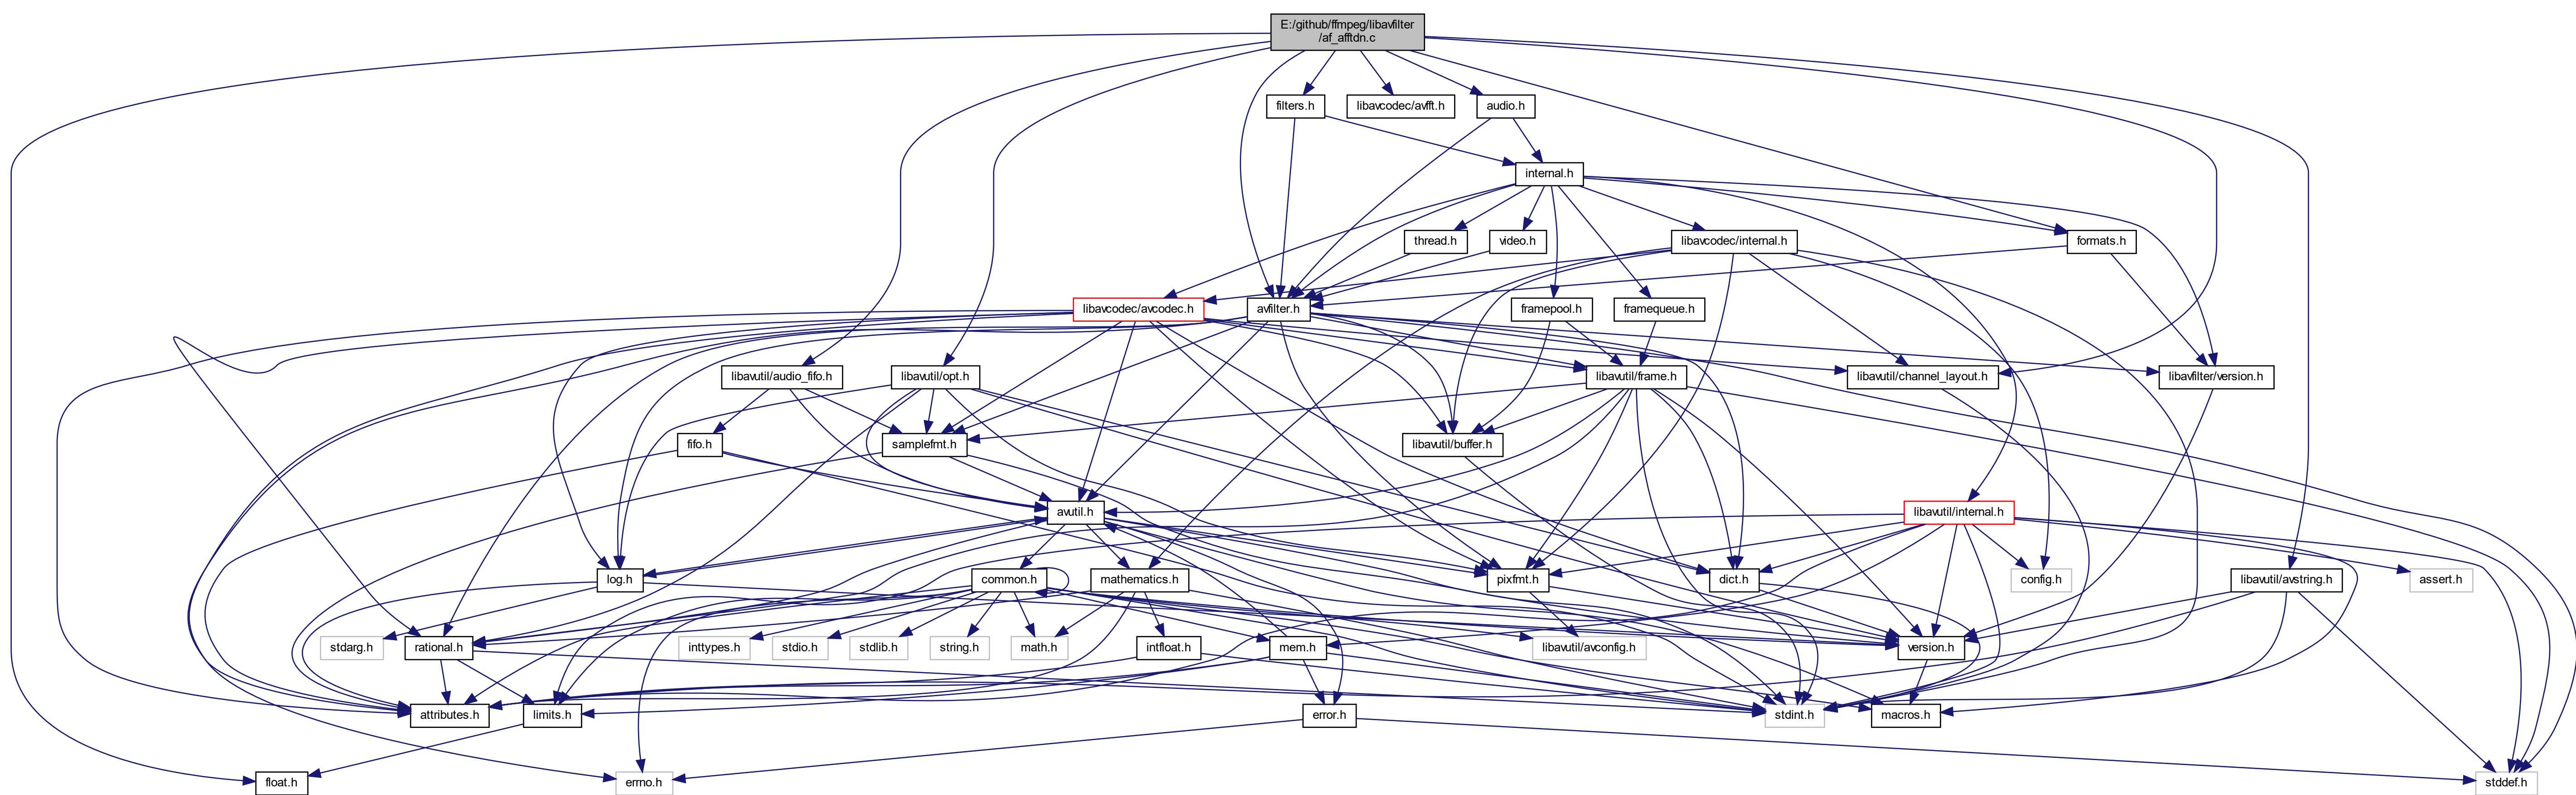 E:/github/ffmpeg/libavfilter
/af_afftdn.c
filters.h
libavcodec/avfft.h
audio.h
internal.h
thread.h
video.h
libavcodec/internal.h
formats.h
libavcodec/avcodec.h
avfilter.h
framepool.h
framequeue.h
libavutil/audio_fifo.h
libavutil/opt.h
libavutil/frame.h
libavutil/channel_layout.h
libavfilter/version.h
fifo.h
samplefmt.h
libavutil/buffer.h
avutil.h
libavutil/internal.h
log.h
common.h
mathematics.h
pixfmt.h
dict.h
config.h
libavutil/avstring.h
assert.h
stdarg.h
rational.h
inttypes.h
stdio.h
stdlib.h
string.h
math.h
intfloat.h
mem.h
libavutil/avconfig.h
version.h
attributes.h
limits.h
error.h
stdint.h
macros.h
float.h
errno.h
stddef.h